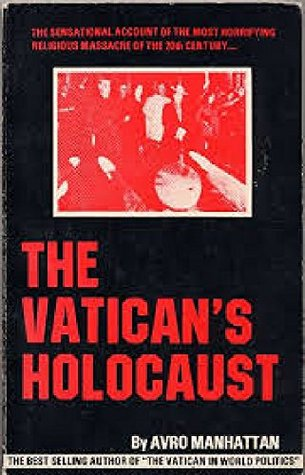 THE SENSATIONAL ACCOUNT OF THE MOST HORRIFYING
RELIGIOUS MASSACRE OF THE 20th CENTURY....
THE
VATICAN'S
HOLOCAUST
By AVRO MANHATTAN
THE BEST SELLING AUTHOR OF "THE VATICAN IN WORLD POLITICS"